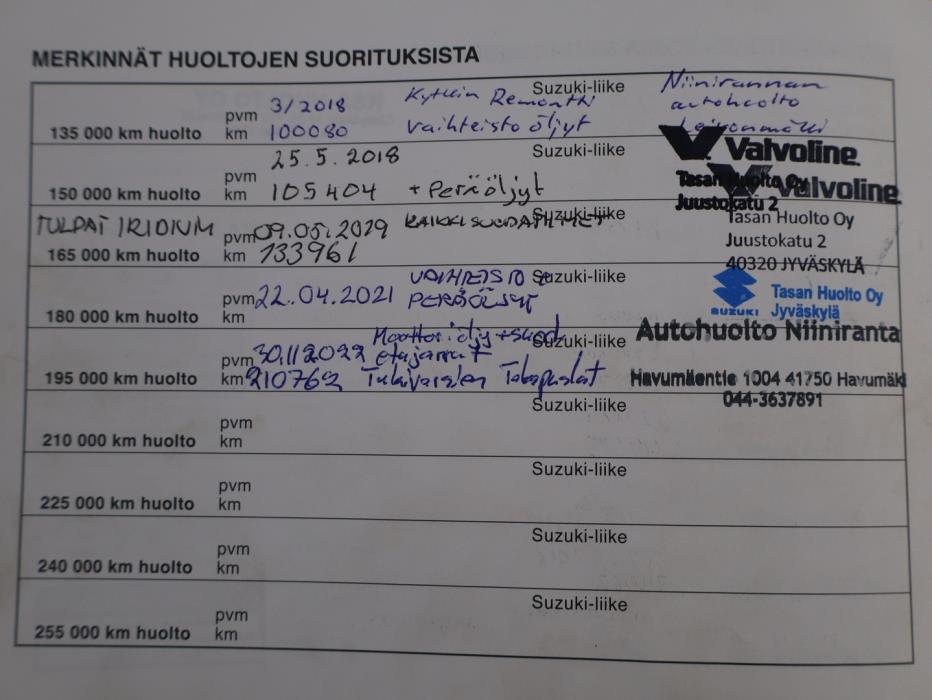 MERKINNÄT HUOLTOJEN SUORITUKSISTA
135 000 km huolto pvm 3/2018 Kytkin Remontti Suzuki-liike Niinirannan
km 100080 vaihteisto öljyt autohuolto
Leivonmäki
150 000 km huolto pvm 25.5.2018 Suzuki-liike Valvoline
km 105404 + Peräöljyt Tasan Huolto Oy
Juustokatu 2
TULPAT IRIDIUM pvm 09.05.2019 KAIKKI SUODATTIMET Suzuki-liike Valvoline
165 000 km huolto km 133961 Tasan Huolto Oy
Juustokatu 2
40320 JYVÄSKYLÄ
180 000 km huolto pvm 22.04.2021 VAIHTEISTO & Suzuki-liike
km PERÄÖLJYT SUZUKI Tasan Huolto Oy
Jyväskylä
195 000 km huolto pvm 30.11.2022 Moottoriöljy + suod. Suzuki-liike Autohuolto Niiniranta
etujarrut
km 210762 Tukivarsien Takapuslat Havumäentie 1004 41750 Havumäki
044-3637891
210 000 km huolto pvm Suzuki-liike
km
225 000 km huolto pvm Suzuki-liike
km
240 000 km huolto pvm Suzuki-liike
km
255 000 km huolto pvm Suzuki-liike
km